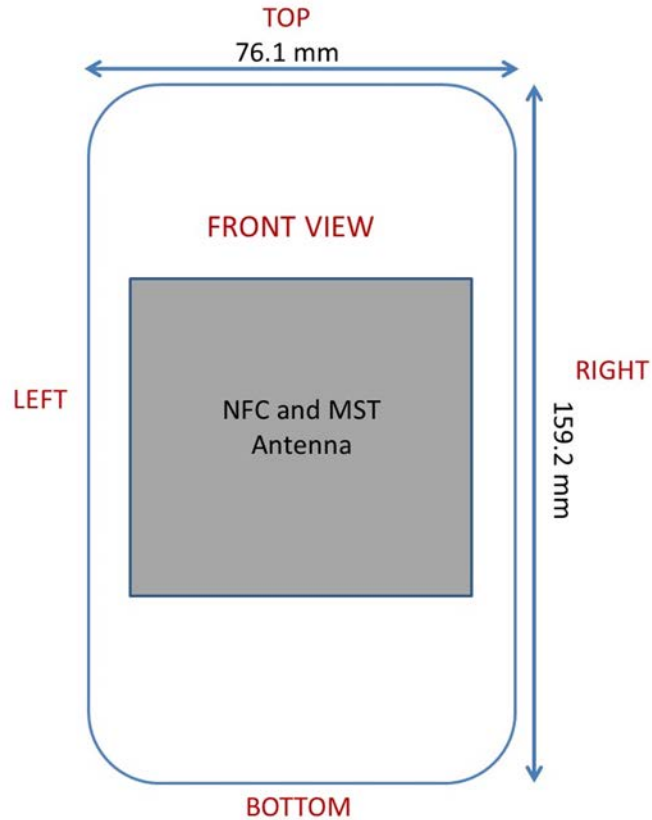 TOP
76.1 mm
FRONT VIEW
LEFT
NFC and MST
Antenna
RIGHT
159.2 mm
BOTTOM